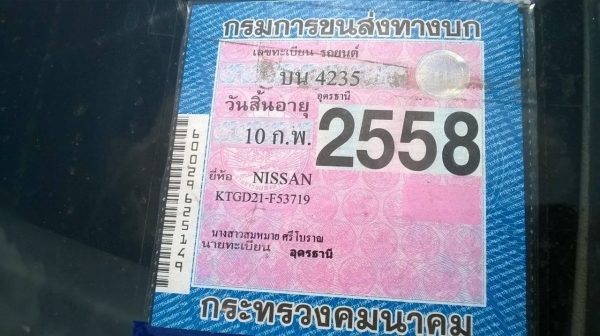 กรมการขนส่งทางบก
เลขทะเบียน รถยนต์
บน 4235
อุดรธานี
วันสิ้นอายุ
10 ก.พ. 2558
ยี่ห้อ NISSAN
KTGD21-F53719
นางสาวสมหมาย ศรีโบราณ
นายทะเบียน อุดรธานี
กระทรวงคมนาคม
6002962514​9